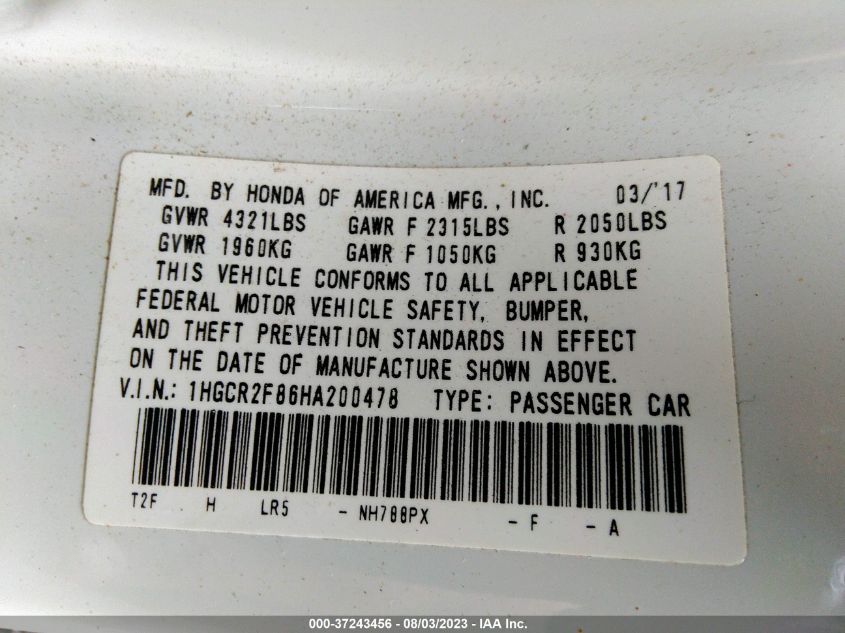 MFD. BY HONDA OF AMERICA MFG., INC. 03/'17
GVWR 4321LBS GAWR F 2315LBS R 2050LBS
GVWR 1960KG GAWR F 1050KG R 930KG
THIS VEHICLE CONFORMS TO ALL APPLICABLE
FEDERAL MOTOR VEHICLE SAFETY, BUMPER,
AND THEFT PREVENTION STANDARDS IN EFFECT
ON THE DATE OF MANUFACTURE SHOWN ABOVE.
V.I.N.: 1HGCR2F86HA200478 TYPE: PASSENGER CAR
T2F H LR5 - NH788PX - F - A
000-37243456 - 08/03/2023 - IAA Inc.